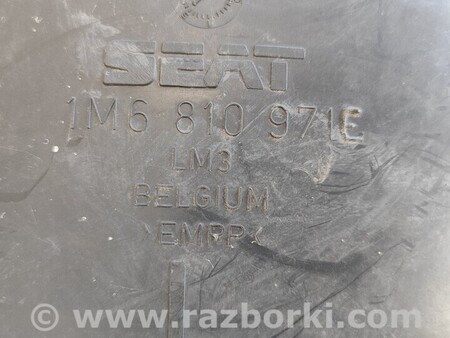 SEAT
1M6 810 971E
LM3
BELGIUM
>EMPP<
© www.razborki.com